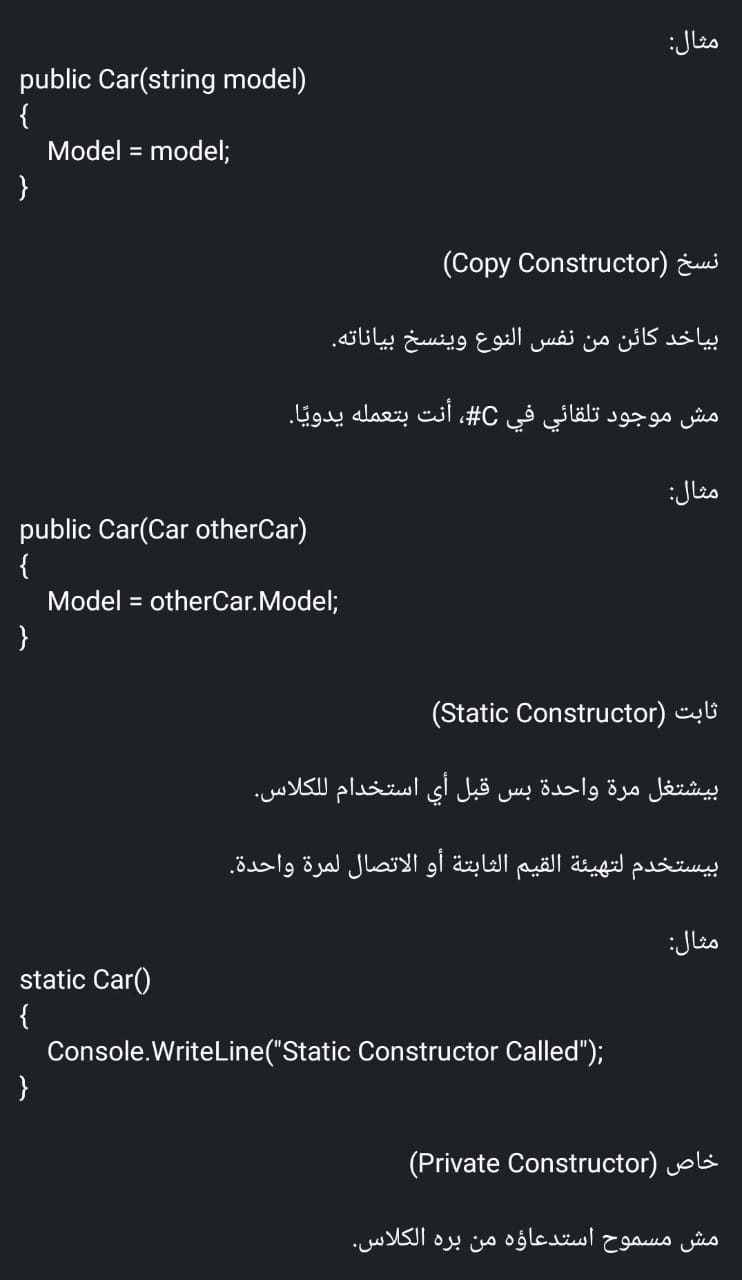 مثال:
public Car(string model)
{
    Model = model;
}
نسخ (Copy Constructor)
بياخد كائن من نفس النوع وينسخ بياناته.
مش موجود تلقائي في C#، أنت بتعمله يدويًا.
مثال:
public Car(Car otherCar)
{
    Model = otherCar.Model;
}
ثابت (Static Constructor)
بيشتغل مرة واحدة بس قبل أي استخدام للكلاس.
بيستخدم لتهيئة القيم الثابتة أو الاتصال لمرة واحدة.
مثال:
static Car()
{
    Console.WriteLine("Static Constructor Called");
}
خاص (Private Constructor)
مش مسموح استدعاؤه من بره الكلاس.